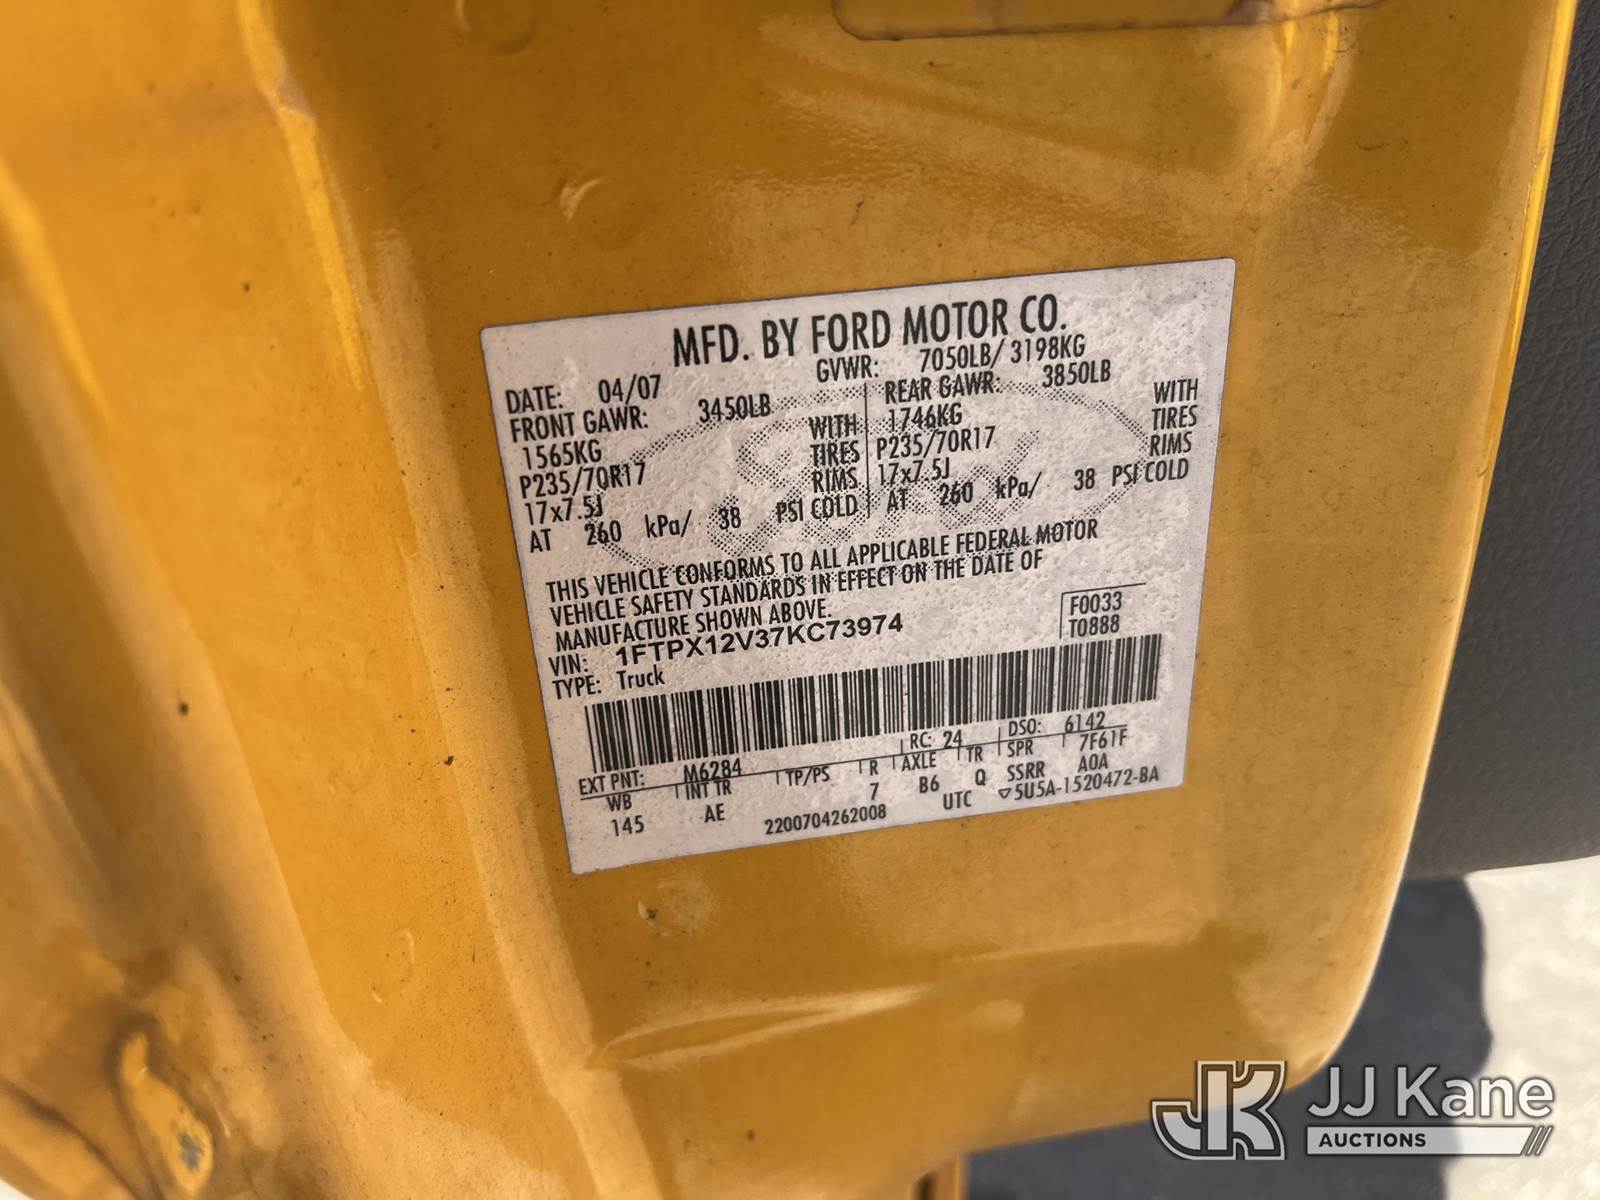 MFD. BY FORD MOTOR CO.
DATE: 04/07 GVWR: 7050LB/ 3198KG
FRONT GAWR: 3450LB REAR GAWR: 3850LB
1565KG WITH 1746KG WITH
P235/70R17 TIRES P235/70R17 TIRES
17x7.5J RIMS 17x7.5J RIMS
AT 260 kPa/ 38 PSI COLD AT 260 kPa/ 38 PSI COLD
THIS VEHICLE CONFORMS TO ALL APPLICABLE FEDERAL MOTOR
VEHICLE SAFETY STANDARDS IN EFFECT ON THE DATE OF
MANUFACTURE SHOWN ABOVE.
VIN: 1FTPX12V37KC73974 F0033
TYPE: Truck T0888
EXT PNT: M6284 RC: 24 DSO: 6142
WB INT TR TP/PS R AXLE TR SPR 7F61F
145 AE 7 B6 Q SSRR A0A
2200704262008 UTC ▽5U5A-1520472-BA
JK JJ Kane
AUCTIONS